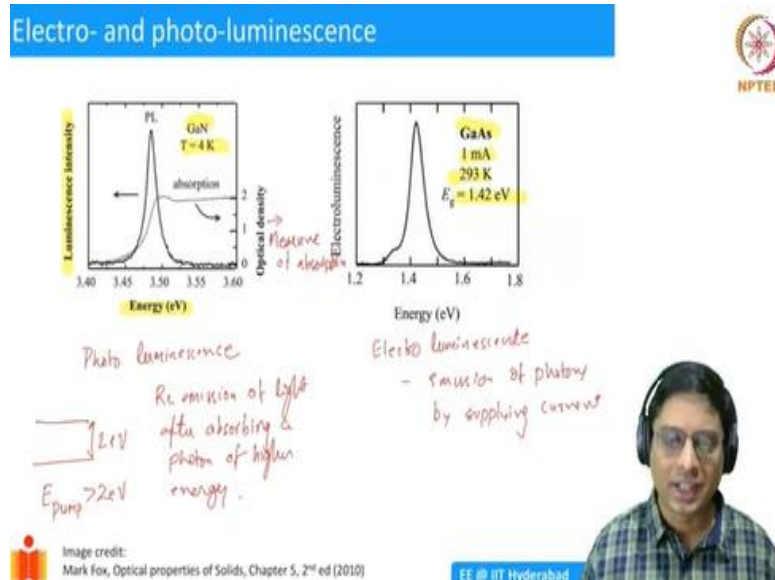 Electro- and photo-luminescence
NPTEL
PL
GaN
T = 4 K
absorption
Luminescence intensity
Optical density
2
1
0
3.40 3.45 3.50 3.55 3.60
Energy (eV)
Measure
of absorption
GaAs
1 mA
293 K
Eg = 1.42 eV
Electroluminescence
1.2 1.4 1.6 1.8
Energy (eV)
Photo luminescence
Re emission of light
after absorbing a
photon of higher
energy.
2 eV
Epump > 2eV
Electro luminescente
- emission of photons
by supplying current
Image credit:
Mark Fox, Optical properties of Solids, Chapter 5, 2nd ed (2010)
EE @ IIT Hyderabad